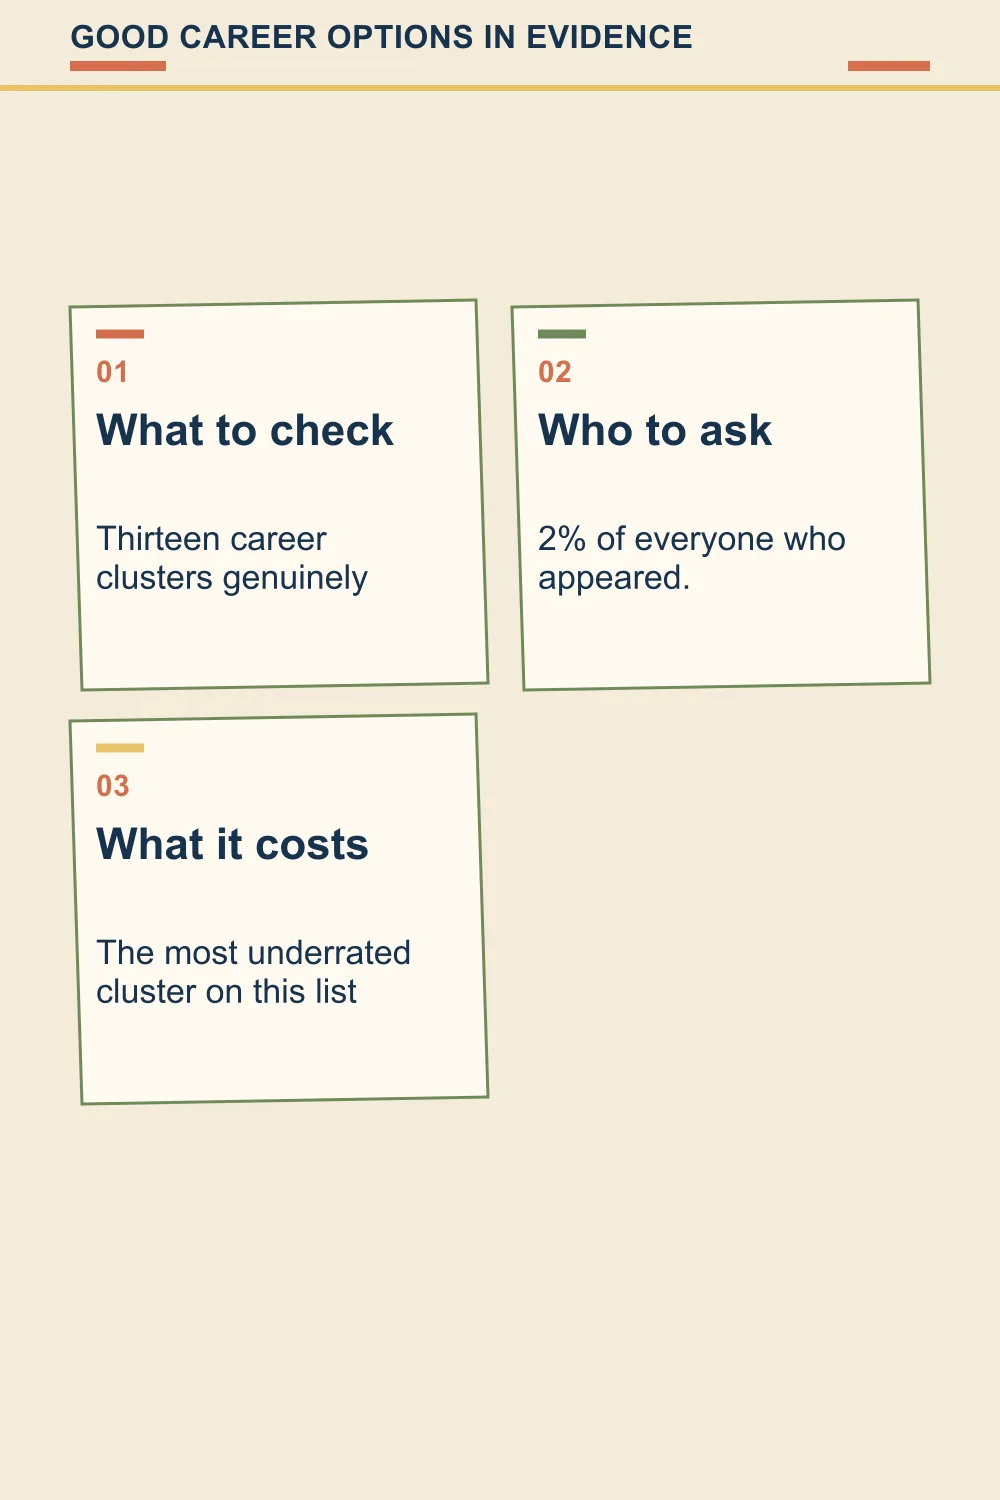 GOOD CAREER OPTIONS IN EVIDENCE
01
What to check
Thirteen career
clusters genuinely
02
Who to ask
2% of everyone who
appeared.
03
What it costs
The most underrated
cluster on this list